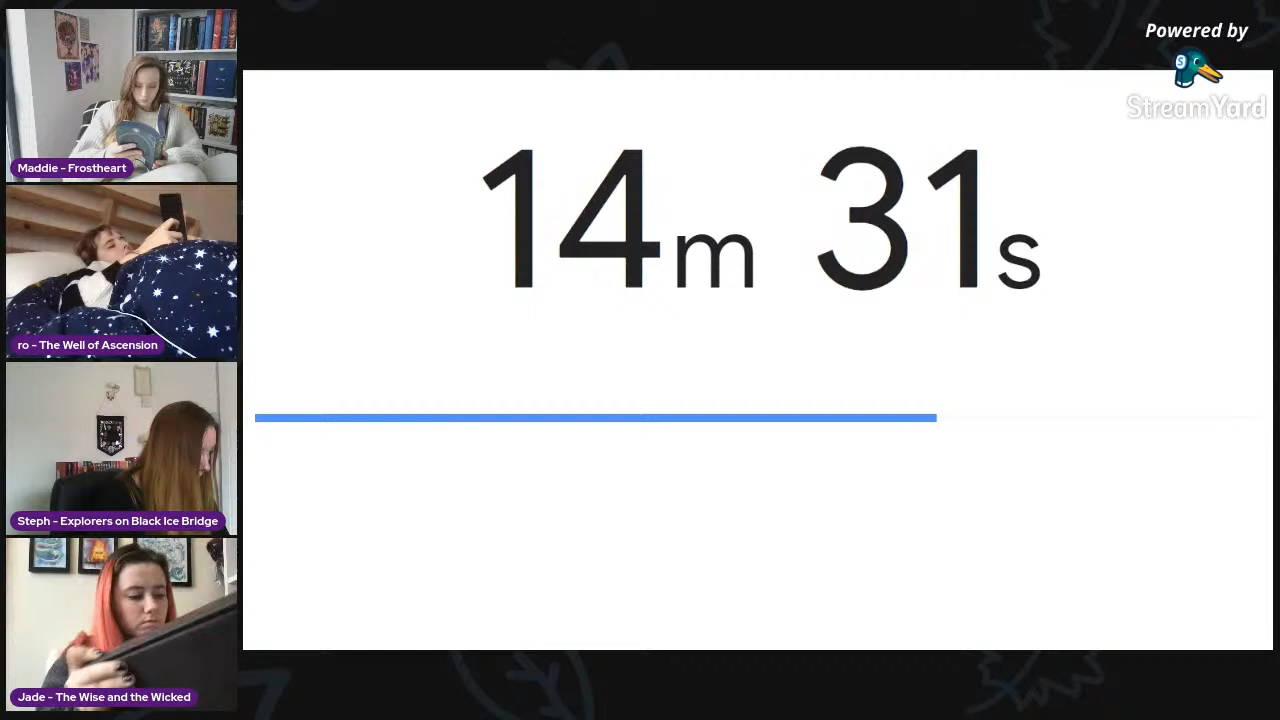 Maddie - Frostheart
ro - The Well of Ascension
Steph - Explorers on Black Ice Bridge
Jade - The Wise and the Wicked
14m 31s
Powered by
StreamYard